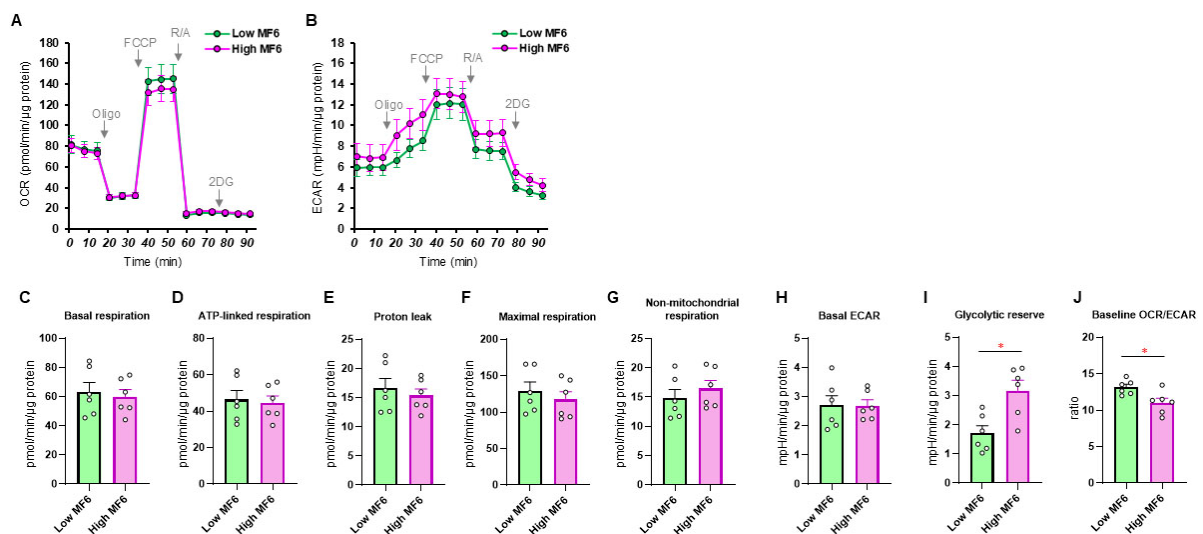 A
OCR (pmol/min/µg protein)
180
160
140
120
100
80
60
40
20
0
0 10 20 30 40 50 60 70 80 90
Time (min)
Oligo
FCCP
R/A
2DG
Low MF6
High MF6
B
ECAR (mpH/min/µg protein)
18
16
14
12
10
8
6
4
2
0
0 10 20 30 40 50 60 70 80 90
Time (min)
Oligo
FCCP
R/A
2DG
Low MF6
High MF6
C
Basal respiration
pmol/min/µg protein
100
80
60
40
20
0
Low MF6
High MF6
D
ATP-linked respiration
pmol/min/µg protein
80
60
40
20
0
Low MF6
High MF6
E
Proton leak
pmol/min/µg protein
25
20
15
10
5
0
Low MF6
High MF6
F
Maximal respiration
pmol/min/µg protein
200
150
100
50
0
Low MF6
High MF6
G
Non-mitochondrial
respiration
pmol/min/µg protein
25
20
15
10
5
0
Low MF6
High MF6
H
Basal ECAR
mpH/min/µg protein
5
4
3
2
1
0
Low MF6
High MF6
I
Glycolytic reserve
mpH/min/µg protein
5
4
3
2
1
0
*
Low MF6
High MF6
J
Baseline OCR/ECAR
ratio
20
15
10
5
0
*
Low MF6
High MF6